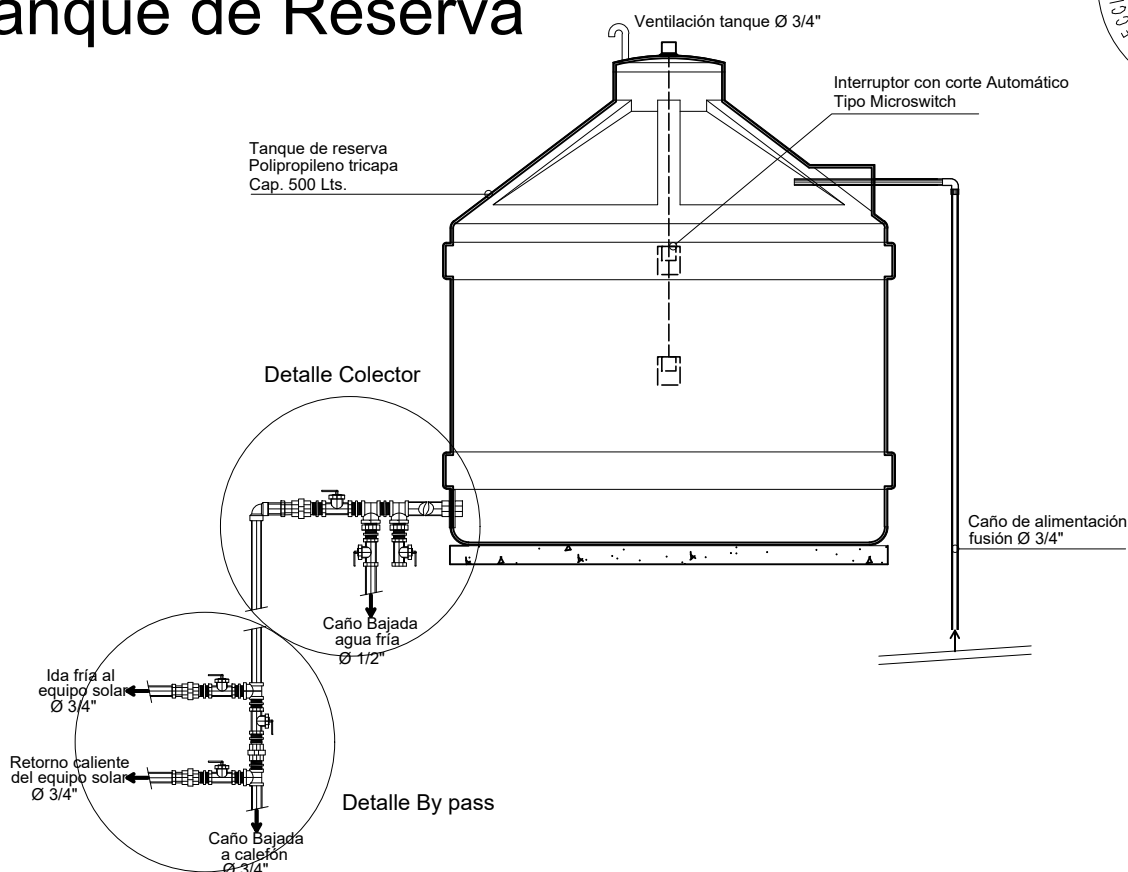 anque de Reserva
Ventilación tanque Ø 3/4"
Interruptor con corte Automático
Tipo Microswitch
Tanque de reserva
Polipropileno tricapa
Cap. 500 Lts.
Detalle Colector
Caño de alimentación
fusión Ø 3/4"
Caño Bajada
agua fría
Ø 1/2"
Ida fría al
equipo solar
Ø 3/4"
Retorno caliente
del equipo solar
Ø 3/4"
Detalle By pass
Caño Bajada
a calefón
Ø 3/4"